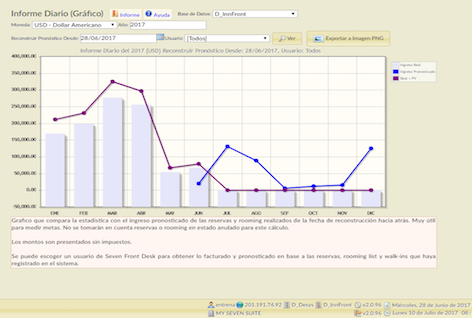 Informe Diario (Gráfico) Informe Ayuda Base de Datos: D_InnFront
Moneda USD - Dollar Americano Año 2017
Reconstruir Pronóstico Desde: 28/06/2017 Usuario: [Todos] Ver Exportar a Imagen PNG
Informe Diario del 2017 [USD] Reconstruir Pronóstico Desde: 28/06/2017, Usuario: Todos
400,000.00
350,000.00
300,000.00
250,000.00
200,000.00
150,000.00
100,000.00
50,000.00
0.00
-50,000.00
Ingreso Real
Ingreso Pronosticado
Real + PV
ENE FEB MAR ABR MAY JUN JUL AGO SEP OCT NOV DIC
Grafico que compara la estadistica con el ingreso pronosticado de las reservas y rooming realizados de la fecha de reconstrucción hacia atrás. Muy útil
para medir metas. No se tomarán en cuenta reservas o rooming en estado anulado para este cálculo.
Los montos son presentados sin impuestos.
Se puede escoger un usuario de Seven Front Desk para obtener lo facturado y pronosticado en base a las reservas, rooming list y walk-ins que haya
registrado en el sistema.
entrena 201.191.74.92 D_Desys D_InnFront v2.0.96 Miércoles, 28 de Junio de 2017
MY SEVEN SUITE v2.0.96 Lunes 10 de Julio de 2017